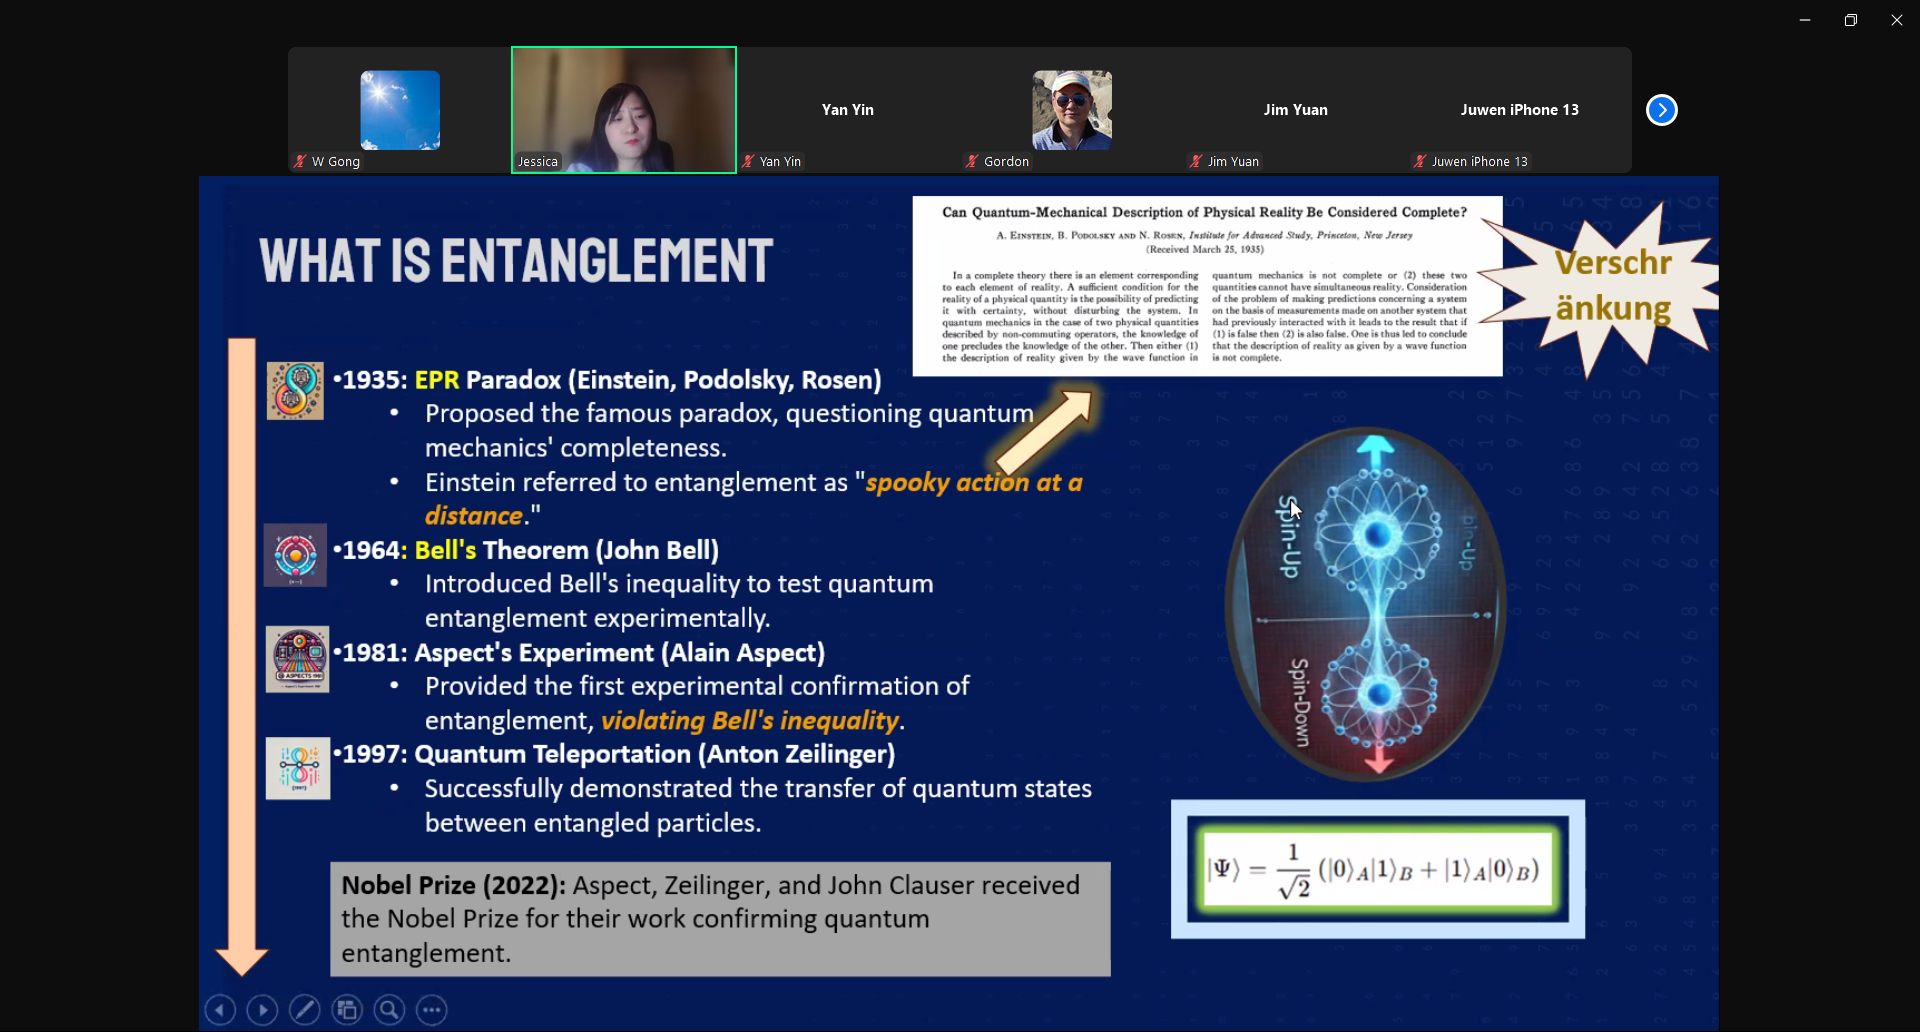 Yan Yin
Jim Yuan
Juwen iPhone 13
W Gong
Jessica
Yan Yin
Gordon
Jim Yuan
Juwen iPhone 13
WHAT IS ENTANGLEMENT
Can Quantum-Mechanical Description of Physical Reality Be Considered Complete?
A. EINSTEIN, B. PODOLSKY AND N. ROSEN, Institute for Advanced Study, Princeton, New Jersey
(Received March 25, 1935)
In a complete theory there is an element corresponding
to each element of reality. A sufficient condition for the
reality of a physical quantity is the possibility of predicting
it with certainty, without disturbing the system. In
quantum mechanics in the case of two physical quantities
described by non-commuting operators, the knowledge of
one precludes the knowledge of the other. Then either (1)
the description of reality given by the wave function in
quantum mechanics is not complete or (2) these two
quantities cannot have simultaneous reality. Consideration
of the problem of making predictions concerning a system
on the basis of measurements made on another system that
had previously interacted with it leads to the result that if
(1) is false then (2) is also false. One is thus led to conclude
that the description of reality as given by a wave function
is not complete.
Verschr
änkung
•1935: EPR Paradox (Einstein, Podolsky, Rosen)
• Proposed the famous paradox, questioning quantum
mechanics' completeness.
• Einstein referred to entanglement as "spooky action at a
distance."
•1964: Bell's Theorem (John Bell)
• Introduced Bell's inequality to test quantum
entanglement experimentally.
•1981: Aspect's Experiment (Alain Aspect)
• Provided the first experimental confirmation of
entanglement, violating Bell's inequality.
•1997: Quantum Teleportation (Anton Zeilinger)
• Successfully demonstrated the transfer of quantum states
between entangled particles.
Nobel Prize (2022): Aspect, Zeilinger, and John Clauser received
the Nobel Prize for their work confirming quantum
entanglement.
Spin-Up
Spin-Down
|Ψ⟩ = 1/√2 (|0⟩A|1⟩B + |1⟩A|0⟩B)